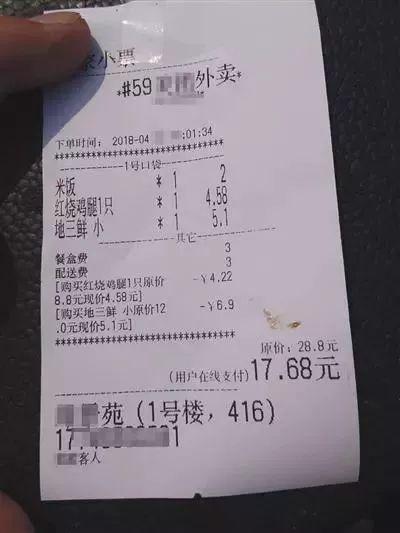 小票
*#59 外卖*
下单时间: 2018-04 :01:34
********************************
1号口袋
米饭 * 1 2
红烧鸡腿1只 * 1 4.58
地三鲜 小 * 1 5.1
其它
餐盒费 3
配送费 3
[购买红烧鸡腿1只原价 -￥4.22
8.8元现价4.58元]
[购买地三鲜 小原价12 -￥6.9
.0元现价5.1元]
********************************
原价: 28.8元
(用户在线支付)17.68元
苑 (1号楼, 416)
17 1
客人